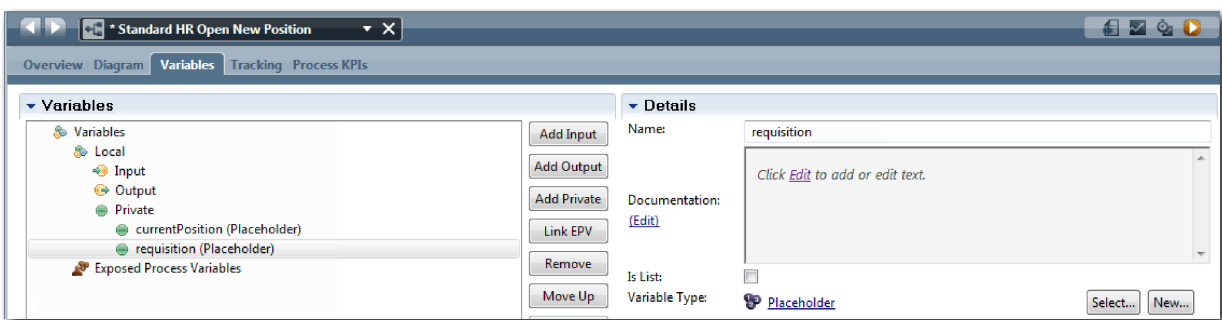 * Standard HR Open New Position
Overview Diagram Variables Tracking Process KPIs
Variables
Variables
Local
Input
Output
Private
currentPosition (Placeholder)
requisition (Placeholder)
Exposed Process Variables
Add Input
Add Output
Add Private
Link EPV
Remove
Move Up
Details
Name: requisition
Click Edit to add or edit text.
Documentation:
(Edit)
Is List:
Variable Type: Placeholder Select... New...